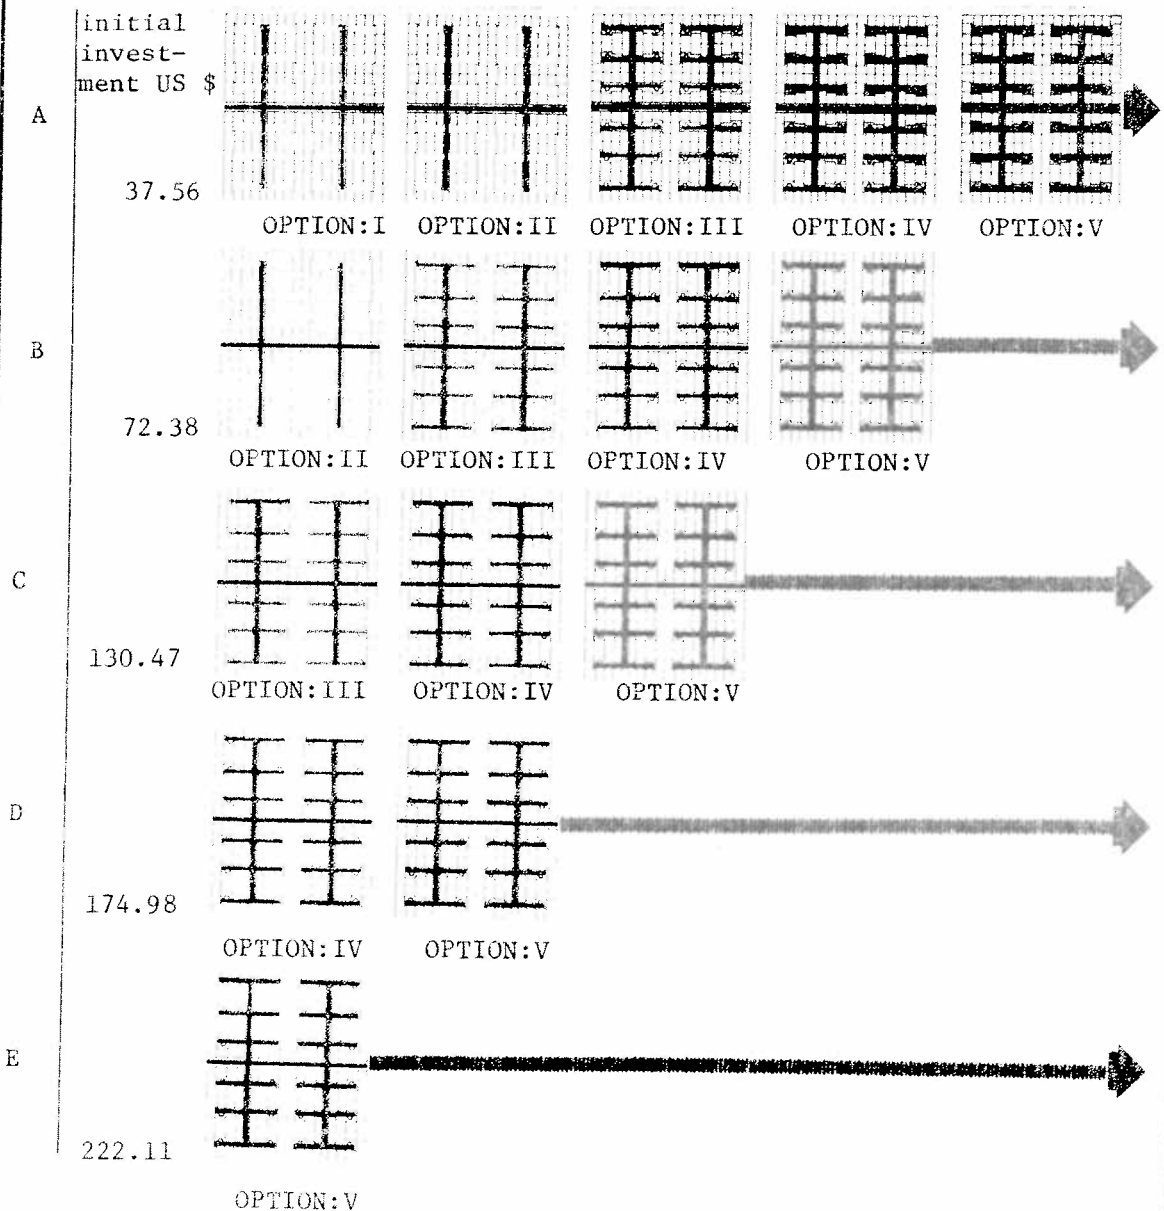 initial
invest-
ment US $
A
37.56
OPTION:I OPTION:II OPTION:III OPTION:IV OPTION:V
B
72.38
OPTION:II OPTION:III OPTION:IV OPTION:V
C
130.47
OPTION:III OPTION:IV OPTION:V
D
174.98
OPTION:IV OPTION:V
E
222.11
OPTION:V